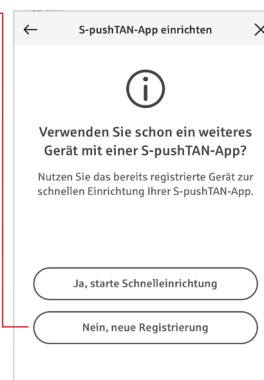 S-pushTAN-App einrichten
Verwenden Sie schon ein weiteres
Gerät mit einer S-pushTAN-App?
Nutzen Sie das bereits registrierte Gerät zur
schnellen Einrichtung Ihrer S-pushTAN-App.
Ja, starte Schnelleinrichtung
Nein, neue Registrierung